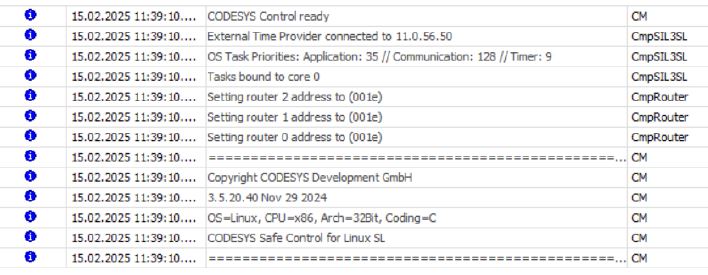 15.02.2025 11:39:10.... CODESYS Control ready CM
15.02.2025 11:39:10.... External Time Provider connected to 11.0.56.50 CmpSIL3SL
15.02.2025 11:39:10.... OS Task Priorities: Application: 35 // Communication: 128 // Timer: 9 CmpSIL3SL
15.02.2025 11:39:10.... Tasks bound to core 0 CmpSIL3SL
15.02.2025 11:39:10.... Setting router 2 address to (001e) CmpRouter
15.02.2025 11:39:10.... Setting router 1 address to (001e) CmpRouter
15.02.2025 11:39:10.... Setting router 0 address to (001e) CmpRouter
15.02.2025 11:39:10.... ================================================... CM
15.02.2025 11:39:10.... Copyright CODESYS Development GmbH CM
15.02.2025 11:39:10.... 3.5.20.40 Nov 29 2024 CM
15.02.2025 11:39:10.... OS=Linux, CPU=x86, Arch=32Bit, Coding=C CM
15.02.2025 11:39:10.... CODESYS Safe Control for Linux SL CM
15.02.2025 11:39:10.... ================================================... CM